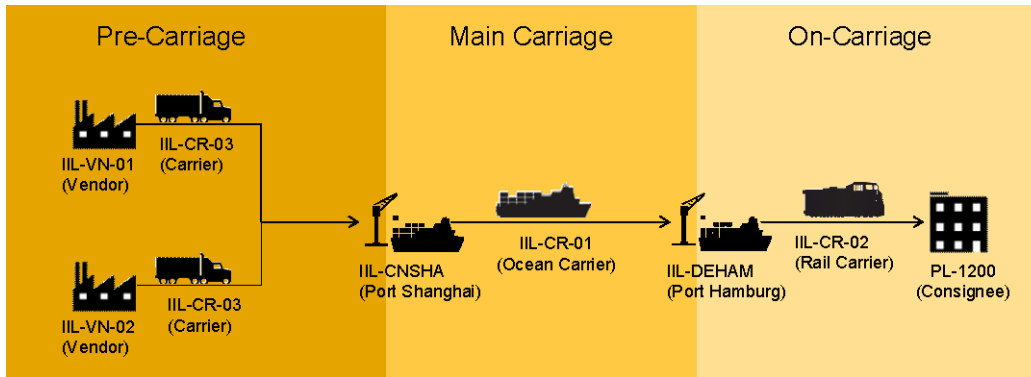 Pre-Carriage
Main Carriage
On-Carriage
IIL-VN-01
(Vendor)
IIL-CR-03
(Carrier)
IIL-VN-02
(Vendor)
IIL-CR-03
(Carrier)
IIL-CNSHA
(Port Shanghai)
IIL-CR-01
(Ocean Carrier)
IIL-DEHAM
(Port Hamburg)
IIL-CR-02
(Rail Carrier)
PL-1200
(Consignee)